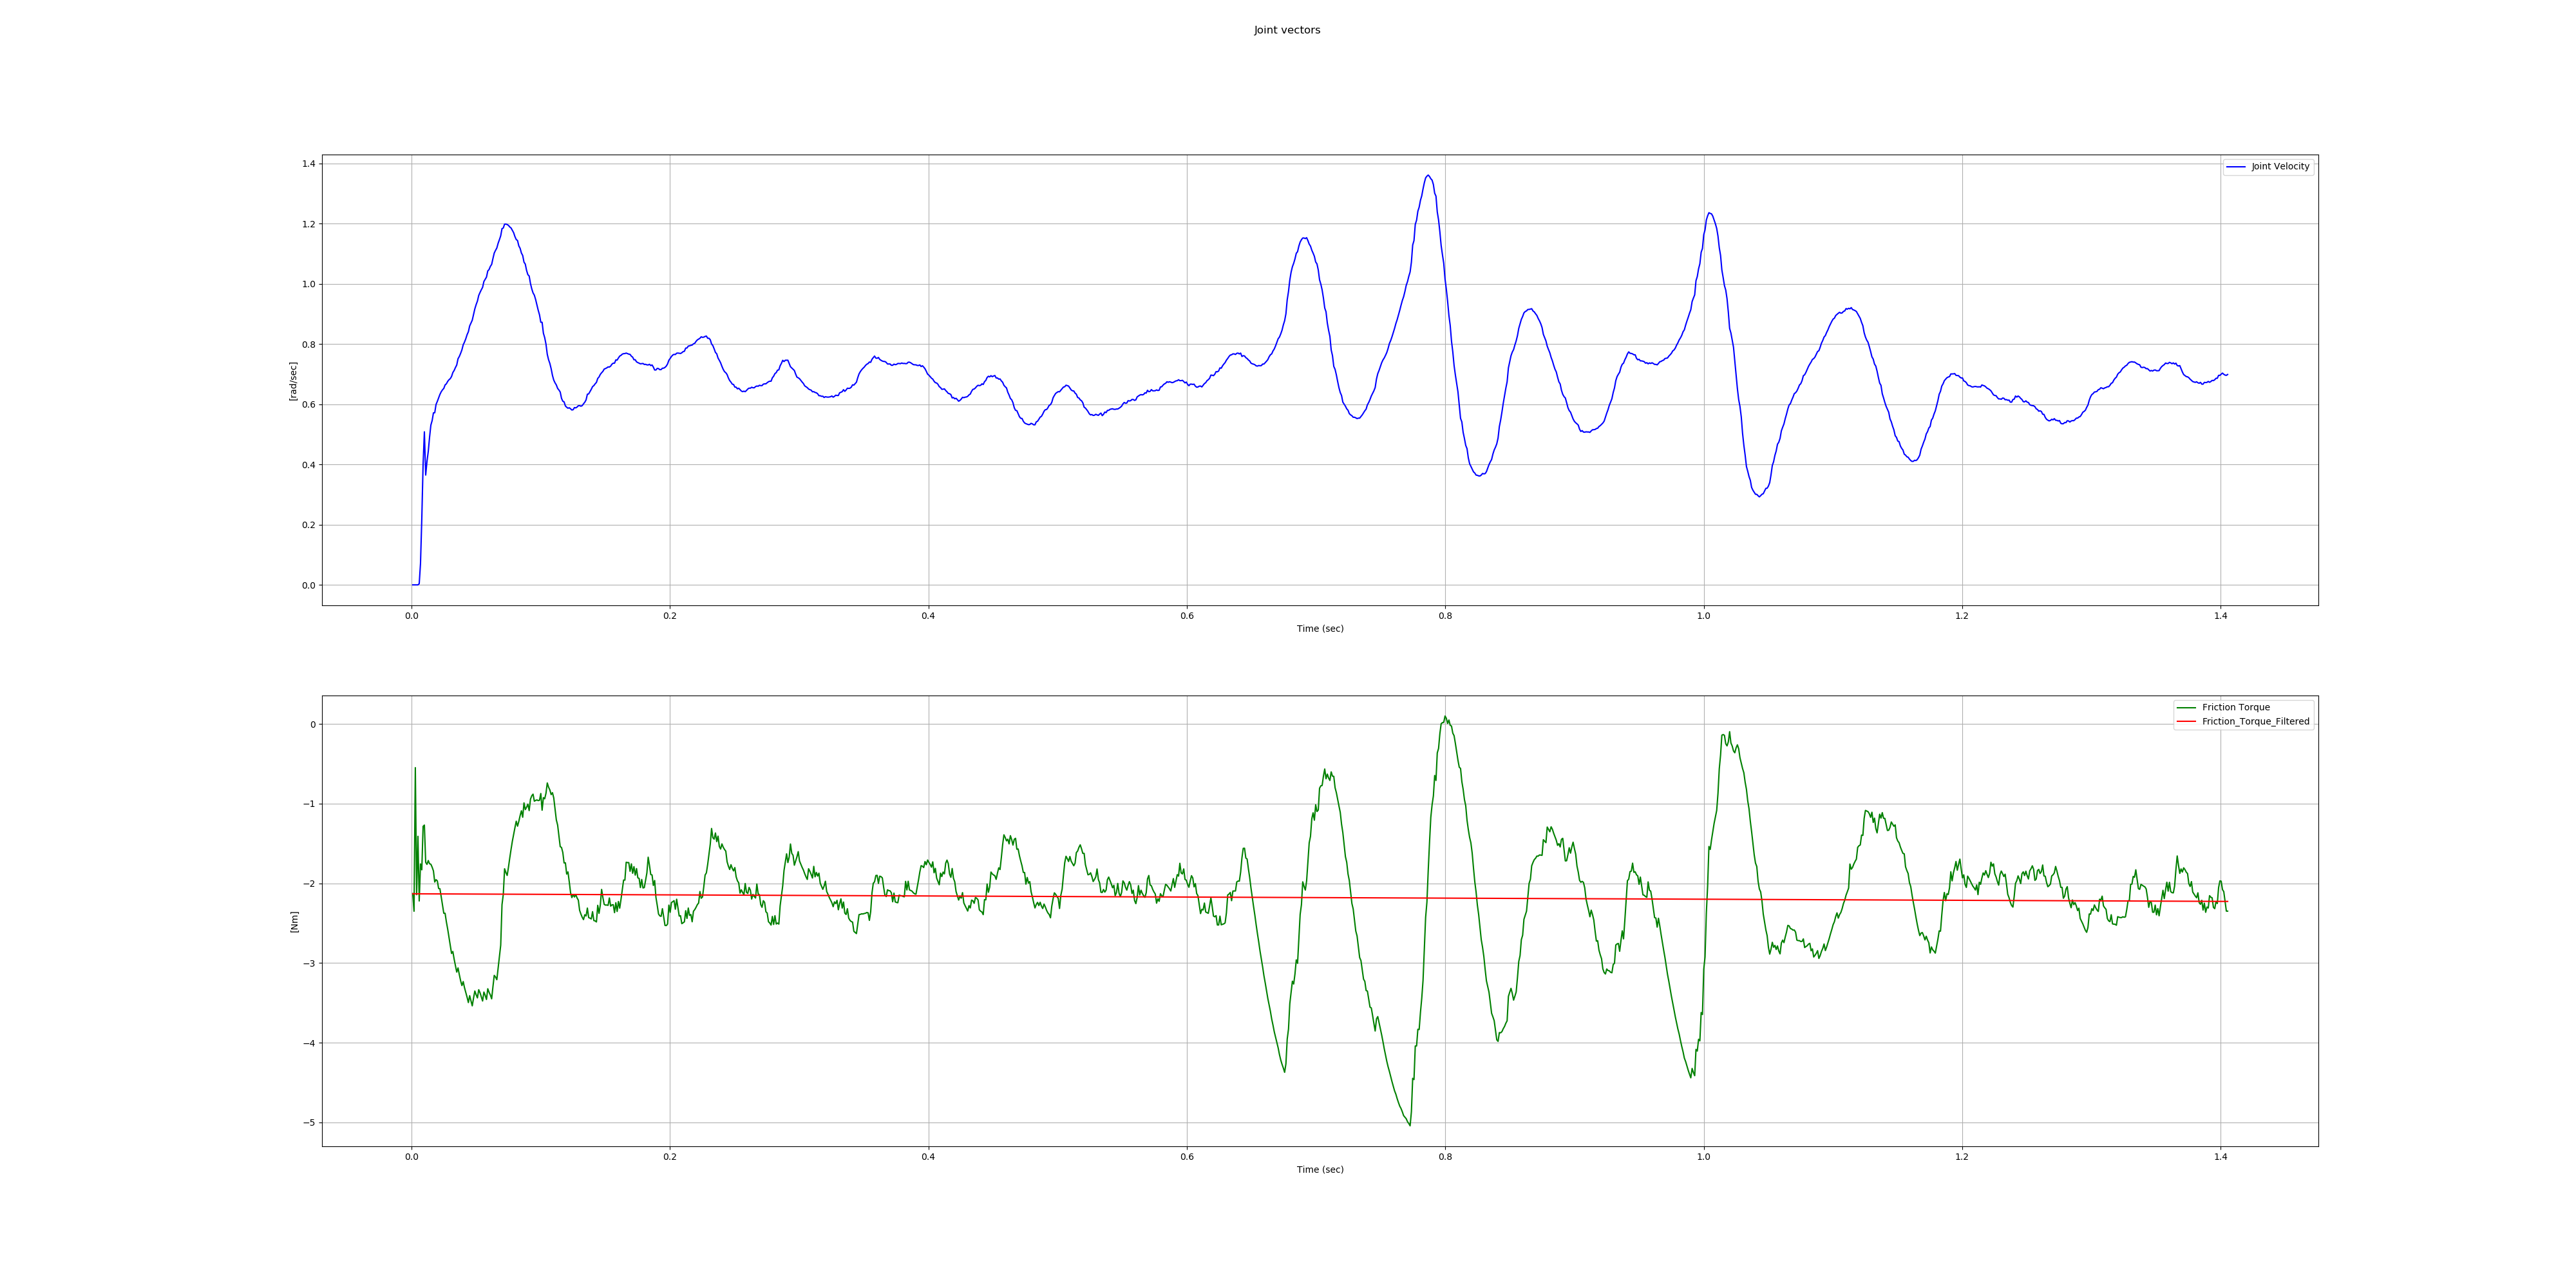 Joint vectors
Joint Velocity
1.4
1.2
1.0
0.8
0.6
0.4
0.2
0.0
[rad/sec]
0.0 0.2 0.4 0.6 0.8 1.0 1.2 1.4
Time (sec)
Friction Torque
Friction_Torque_Filtered
0
−1
−2
−3
−4
−5
[Nm]
0.0 0.2 0.4 0.6 0.8 1.0 1.2 1.4
Time (sec)